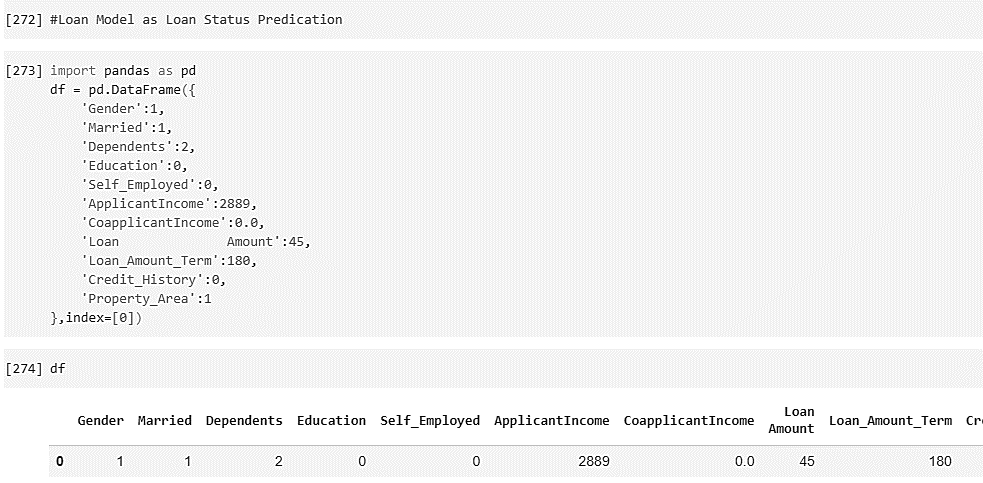 [272] #Loan Model as Loan Status Predication
[273] import pandas as pd
df = pd.DataFrame({
'Gender':1,
'Married':1,
'Dependents':2,
'Education':0,
'Self_Employed':0,
'ApplicantIncome':2889,
'CoapplicantIncome':0.0,
'Loan              Amount':45,
'Loan_Amount_Term':180,
'Credit_History':0,
'Property_Area':1
},index=[0])
[274] df
Gender Married Dependents Education Self_Employed ApplicantIncome CoapplicantIncome Loan Amount Loan_Amount_Term Cr
0 1 1 2 0 0 2889 0.0 45 180